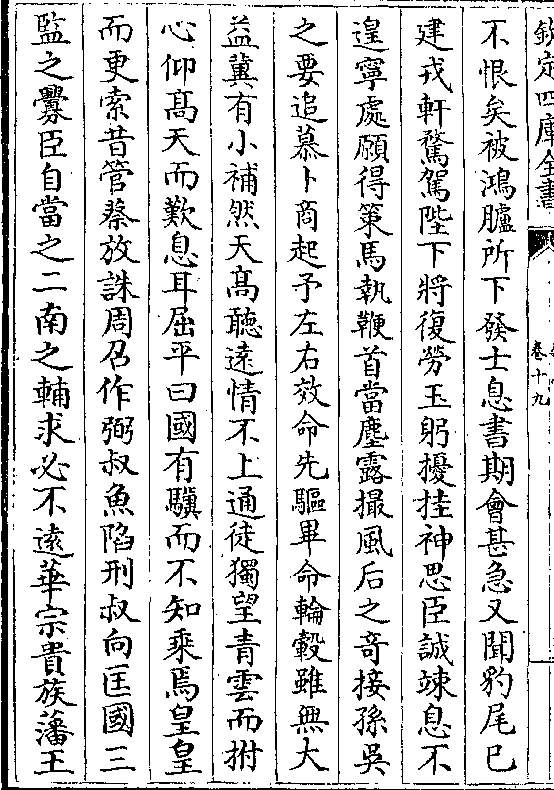 欽定四庫全書
卷十九
不恨矣被鴻臚所下發士息書期會甚急又聞豹尾已
建戎軒騖駕陛下將復勞玉躬擾挂神思臣誠竦息不
遑寧處願得策馬執鞭首當塵露撮風后之竒接孫吳
之要追慕卜商起予左右效命先驅畢命輪轂雖無大
益冀有小補然天髙聽逺情不上通徒獨望青雲而拊
心仰髙天而歎息耳屈平曰國有驥而不知乘焉皇皇
而更索昔管蔡放誅周召作弼叔魚陷刑叔向匡國三
監之釁臣自當之二南之輔求必不逺華宗貴族藩王